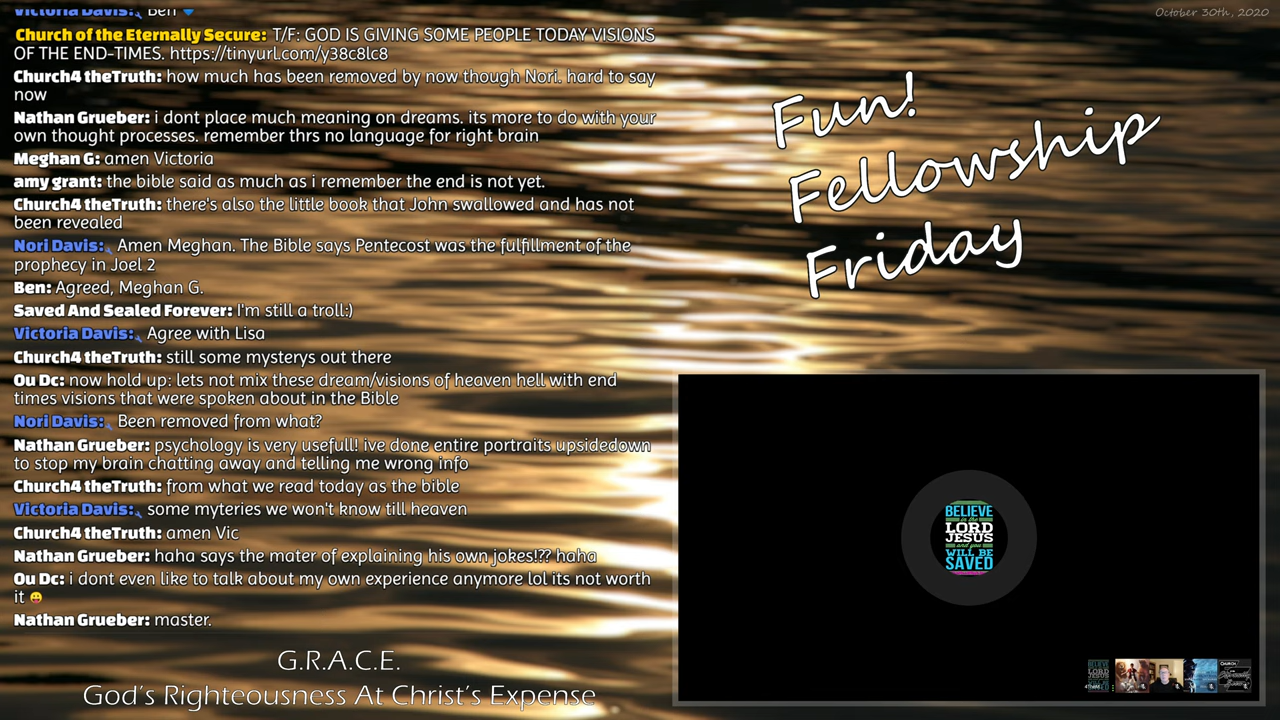 Victoria Davis: Ben
October 30th, 2020
Church of the Eternally Secure: T/F: GOD IS GIVING SOME PEOPLE TODAY VISIONS
OF THE END-TIMES. https://tinyurl.com/y38c8lc8
Church4 theTruth: how much has been removed by now though Nori. hard to say
now
Nathan Grueber: i dont place much meaning on dreams. its more to do with your
own thought processes. remember thrs no language for right brain
Meghan G: amen Victoria
amy grant: the bible said as much as i remember the end is not yet.
Church4 theTruth: there's also the little book that John swallowed and has not
been revealed
Nori Davis: Amen Meghan. The Bible says Pentecost was the fulfillment of the
prophecy in Joel 2
Ben: Agreed, Meghan G.
Saved And Sealed Forever: I'm still a troll:)
Victoria Davis: Agree with Lisa
Church4 theTruth: still some mysterys out there
Ou Dc: now hold up: lets not mix these dream/visions of heaven hell with end
times visions that were spoken about in the Bible
Nori Davis: Been removed from what?
Nathan Grueber: psychology is very usefull! ive done entire portraits upsidedown
to stop my brain chatting away and telling me wrong info
Church4 theTruth: from what we read today as the bible
Victoria Davis: some myteries we won't know till heaven
Church4 theTruth: amen Vic
Nathan Grueber: haha says the mater of explaining his own jokes!?? haha
Ou Dc: i dont even like to talk about my own experience anymore lol its not worth
it 😛
Nathan Grueber: master.
G.R.A.C.E.
God's Righteousness At Christ's Expense
Fun!
Fellowship
Friday
BELIEVE
in the
LORD
JESUS
and you
WILL BE
SAVED